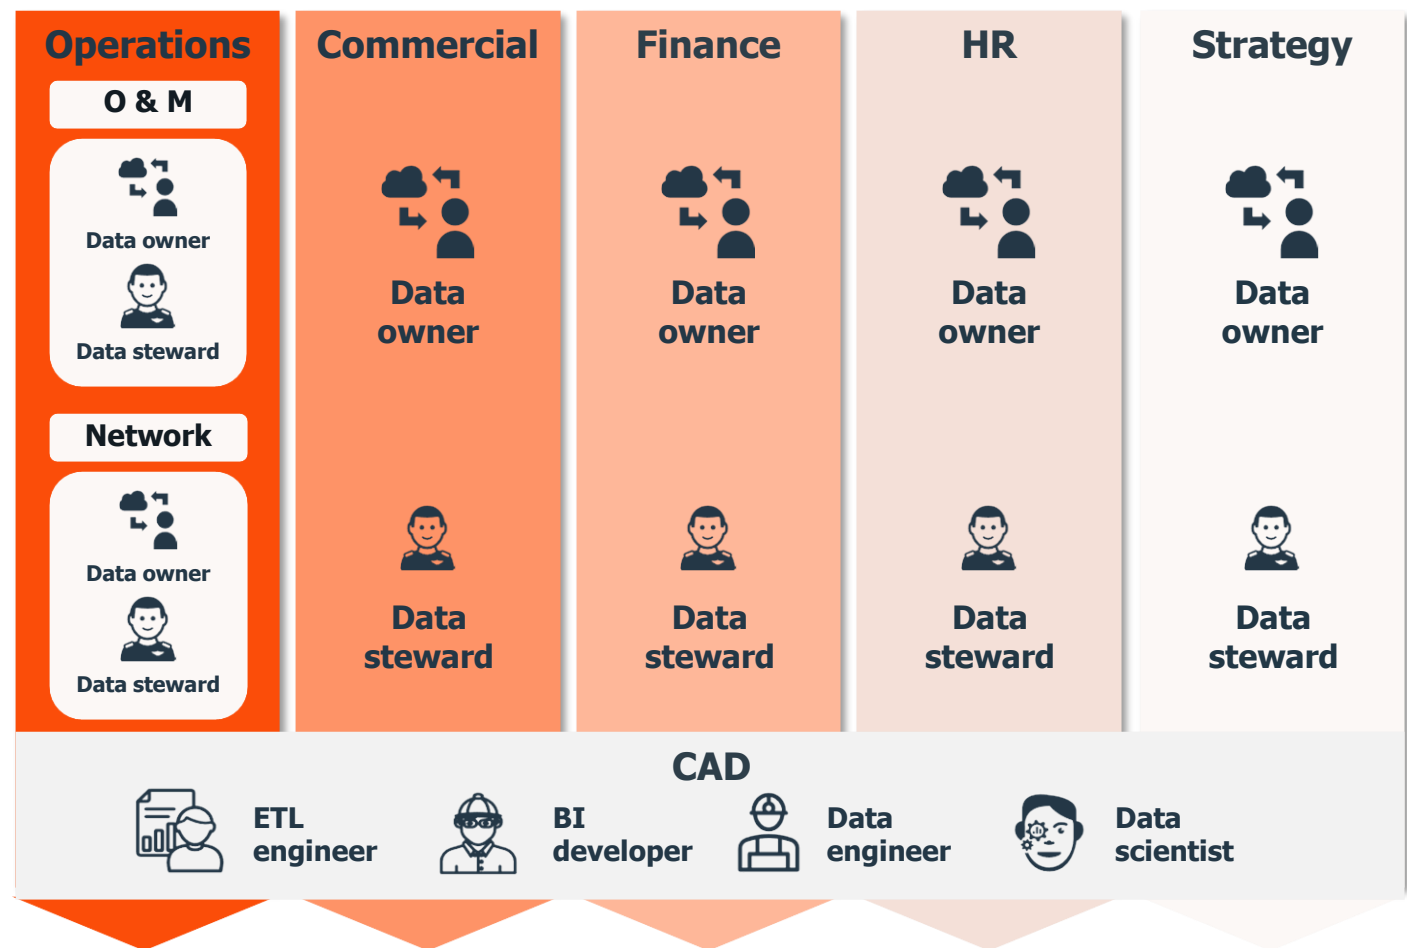 Operations
O & M
Data owner
Data steward
Network
Data owner
Data steward
Commercial
Data
owner
Data
steward
Finance
Data
owner
Data
steward
HR
Data
owner
Data
steward
Strategy
Data
owner
Data
steward
CAD
ETL
engineer
BI
developer
Data
engineer
Data
scientist